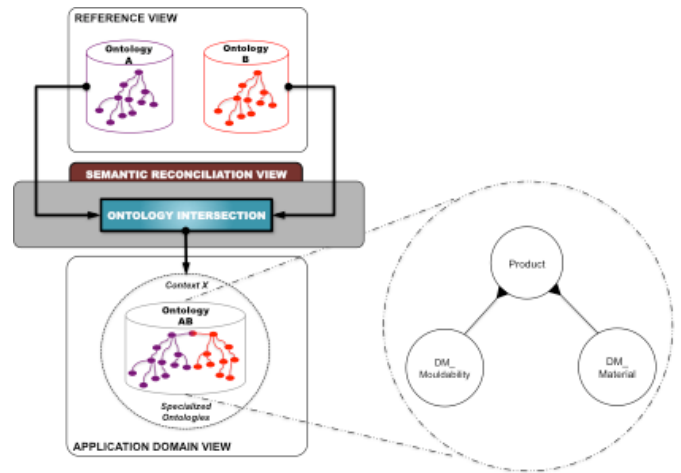 REFERENCE VIEW
Ontology
A
Ontology
B
SEMANTIC RECONCILIATION VIEW
ONTOLOGY INTERSECTION
Context X
Ontology
AB
Specialized
Ontologies
APPLICATION DOMAIN VIEW
Product
DM_
Mouldability
DM_
Material